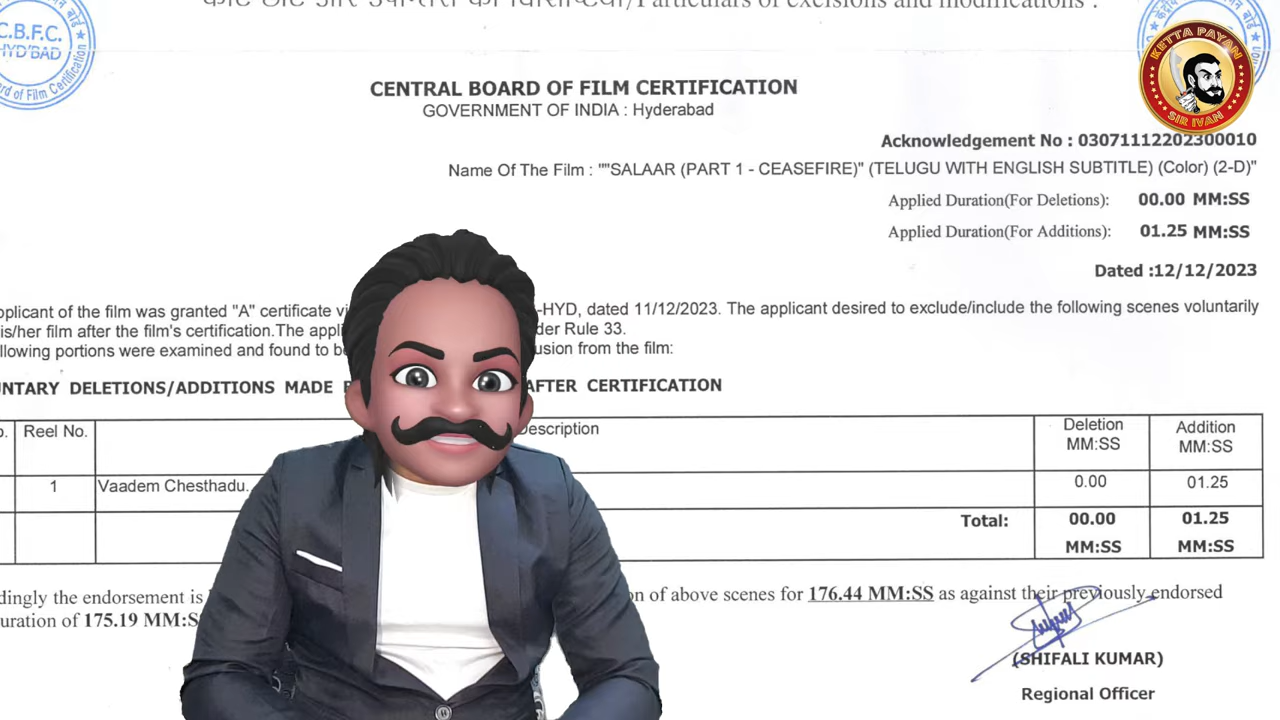 /Particulars of excisions and modifications :
C.B.F.C.
HYD'BAD
rd of Film Certification
KETTA PAYAN
SIR IVAN
CENTRAL BOARD OF FILM CERTIFICATION
GOVERNMENT OF INDIA : Hyderabad
Acknowledgement No : 03071112202300010
Name Of The Film : ""SALAAR (PART 1 - CEASEFIRE)" (TELUGU WITH ENGLISH SUBTITLE) (Color) (2-D)"
Applied Duration(For Deletions): 00.00 MM:SS
Applied Duration(For Additions): 01.25 MM:SS
Dated :12/12/2023
pplicant of the film was granted "A" certificate vi -HYD, dated 11/12/2023. The applicant desired to exclude/include the following scenes voluntarily
is/her film after the film's certification.The appli der Rule 33.
llowing portions were examined and found to be usion from the film:
NTARY DELETIONS/ADDITIONS MADE AFTER CERTIFICATION
o. Reel No. Description Deletion MM:SS Addition MM:SS
1 Vaadem Chesthadu. 0.00 01.25
Total: 00.00 MM:SS 01.25 MM:SS
dingly the endorsement is on of above scenes for 176.44 MM:SS as against their previously endorsed
uration of 175.19 MM:S
(SHIFALI KUMAR)
Regional Officer